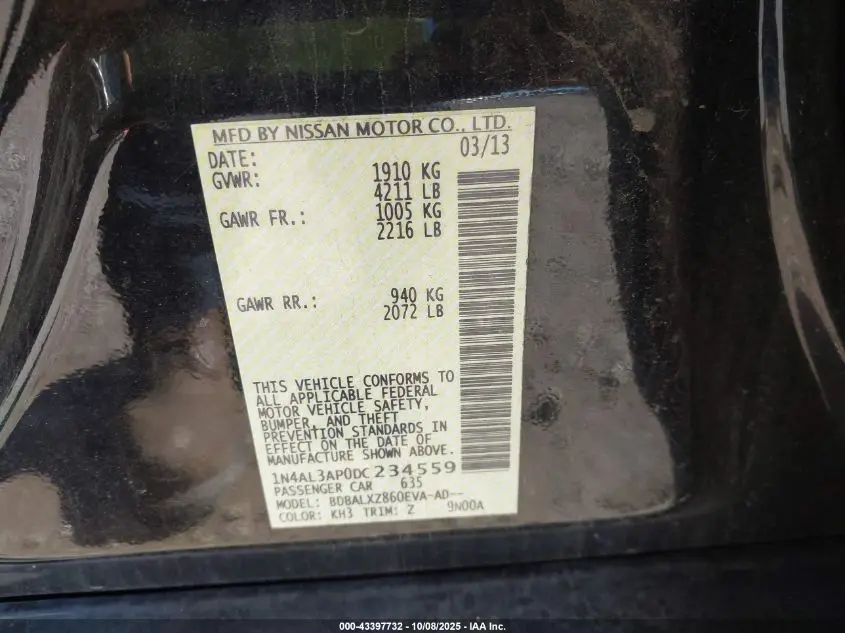 MFD BY NISSAN MOTOR CO., LTD.
DATE: 03/13
GVWR: 1910 KG
4211 LB
GAWR FR.: 1005 KG
2216 LB
GAWR RR.: 940 KG
2072 LB
THIS VEHICLE CONFORMS TO
ALL APPLICABLE FEDERAL
MOTOR VEHICLE SAFETY,
BUMPER, AND THEFT
PREVENTION STANDARDS IN
EFFECT ON THE DATE OF
MANUFACTURE SHOWN ABOVE.
1N4AL3AP0DC234559
PASSENGER CAR 635
MODEL: BDBALXZ860EVA-AD--
COLOR: KH3 TRIM: Z 9N00A
000-43397732 - 10/08/2025 - IAA Inc.